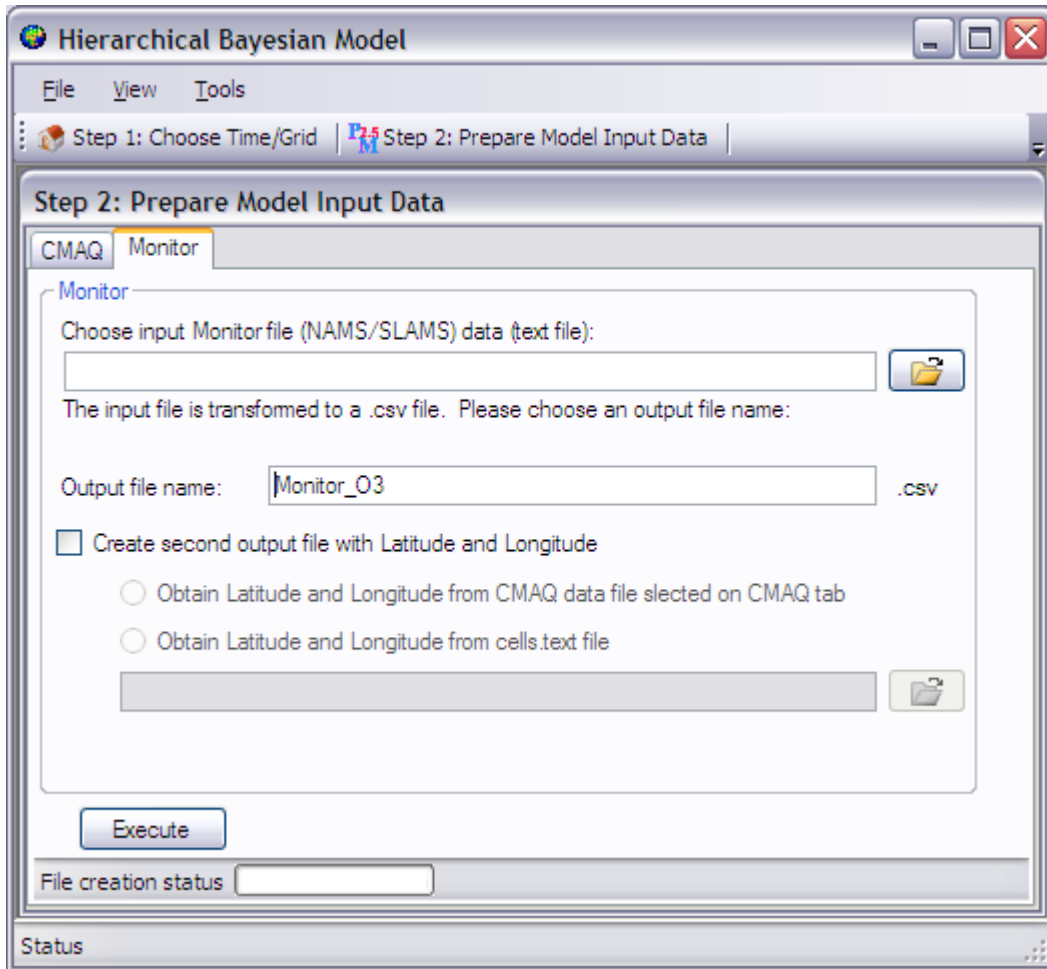 Hierarchical Bayesian Model
File View Tools
Step 1: Choose Time/Grid PM2.5 Step 2: Prepare Model Input Data
Step 2: Prepare Model Input Data
CMAQ Monitor
Monitor
Choose input Monitor file (NAMS/SLAMS) data (text file):
The input file is transformed to a .csv file. Please choose an output file name:
Output file name: Monitor_O3 .csv
Create second output file with Latitude and Longitude
Obtain Latitude and Longitude from CMAQ data file slected on CMAQ tab
Obtain Latitude and Longitude from cells.text file
Execute
File creation status
Status